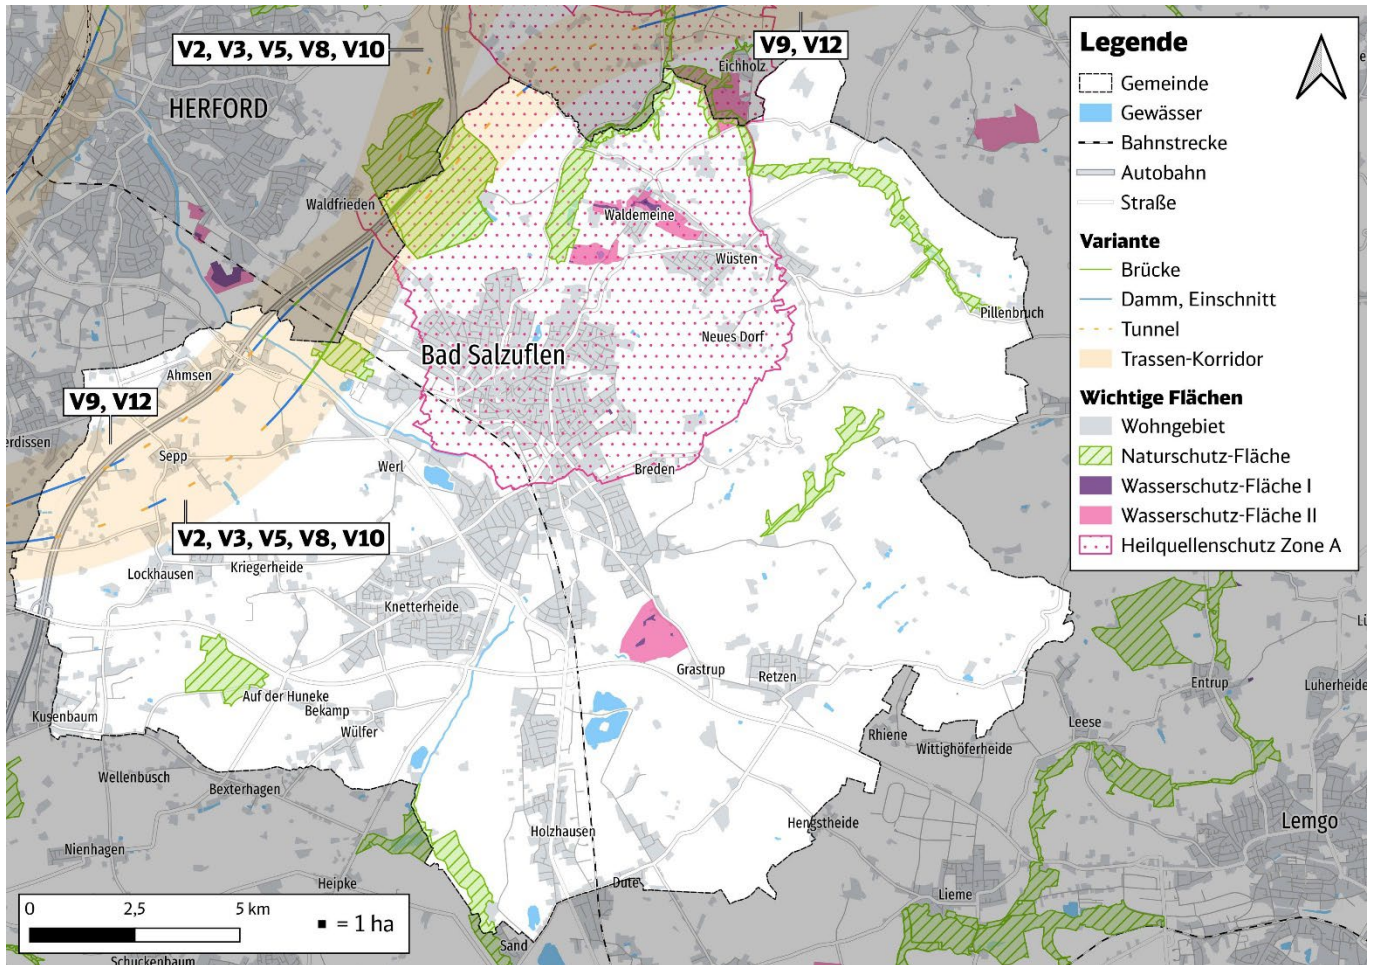 V2, V3, V5, V8, V10
V9, V12
Eichholz
HERFORD
Waldfrieden
Waldemeine
Wüsten
Pillenbruch
Neues Dorf
Bad Salzuflen
Ahmsen
V9, V12
erdissen
Sepp
Werl
Breden
V2, V3, V5, V8, V10
Lockhausen
Kriegerheide
Knetterheide
Grastrup
Retzen
Auf der Huneke
Bekamp
Kusenbaum
Wülfer
Rhiene
Wittighöferheide
Leese
Entrup
Luherheide
Wellenbusch
Bexterhagen
Holzhausen
Hengstheide
Lemgo
Nienhagen
Heipke
Dute
Lieme
Sand
Schuckenbaum
Legende
Gemeinde
Gewässer
Bahnstrecke
Autobahn
Straße
Variante
Brücke
Damm, Einschnitt
Tunnel
Trassen-Korridor
Wichtige Flächen
Wohngebiet
Naturschutz-Fläche
Wasserschutz-Fläche I
Wasserschutz-Fläche II
Heilquellenschutz Zone A
0 2,5 5 km
= 1 ha